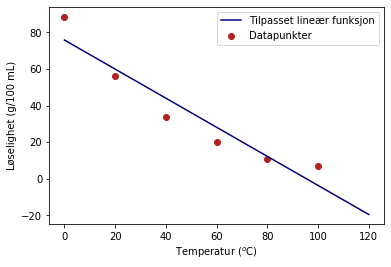 Tilpasset lineær funksjon
Datapunkter
Løselighet (g/100 mL)
80
60
40
20
0
−20
0 20 40 60 80 100 120
Temperatur (°C)